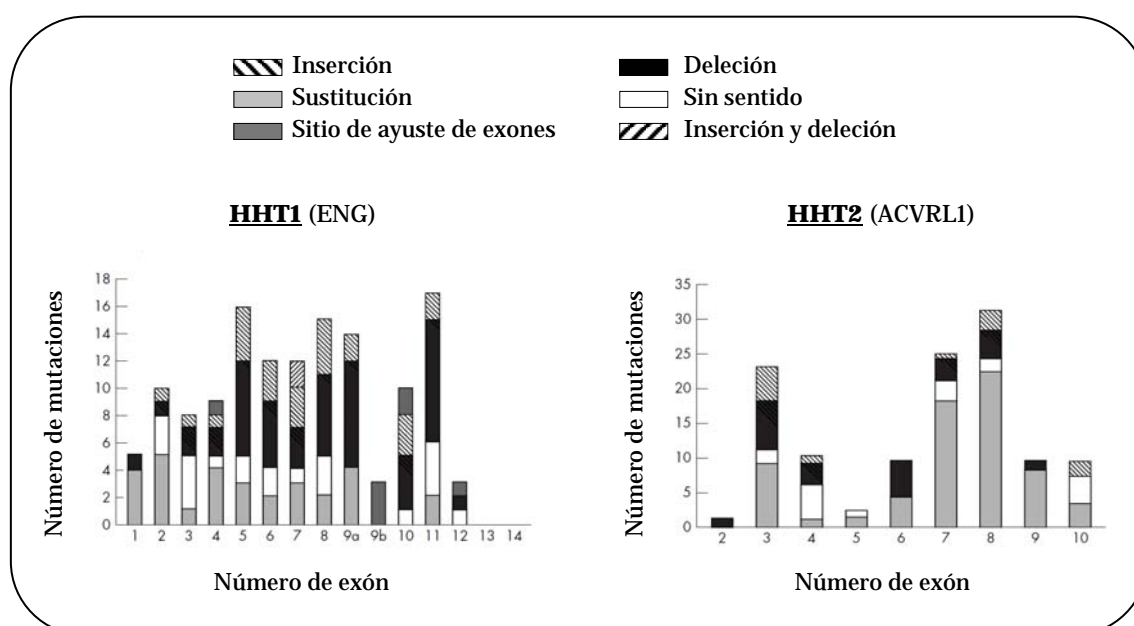 Inserción
Deleción
Sustitución
Sin sentido
Sitio de ayuste de exones
Inserción y deleción
HHT1 (ENG)
HHT2 (ACVRL1)
Número de mutaciones
18
16
14
12
10
8
6
4
2
0
1 2 3 4 5 6 7 8 9a 9b 10 11 12 13 14
Número de exón
Número de mutaciones
35
30
25
20
15
10
5
0
2 3 4 5 6 7 8 9 10
Número de exón